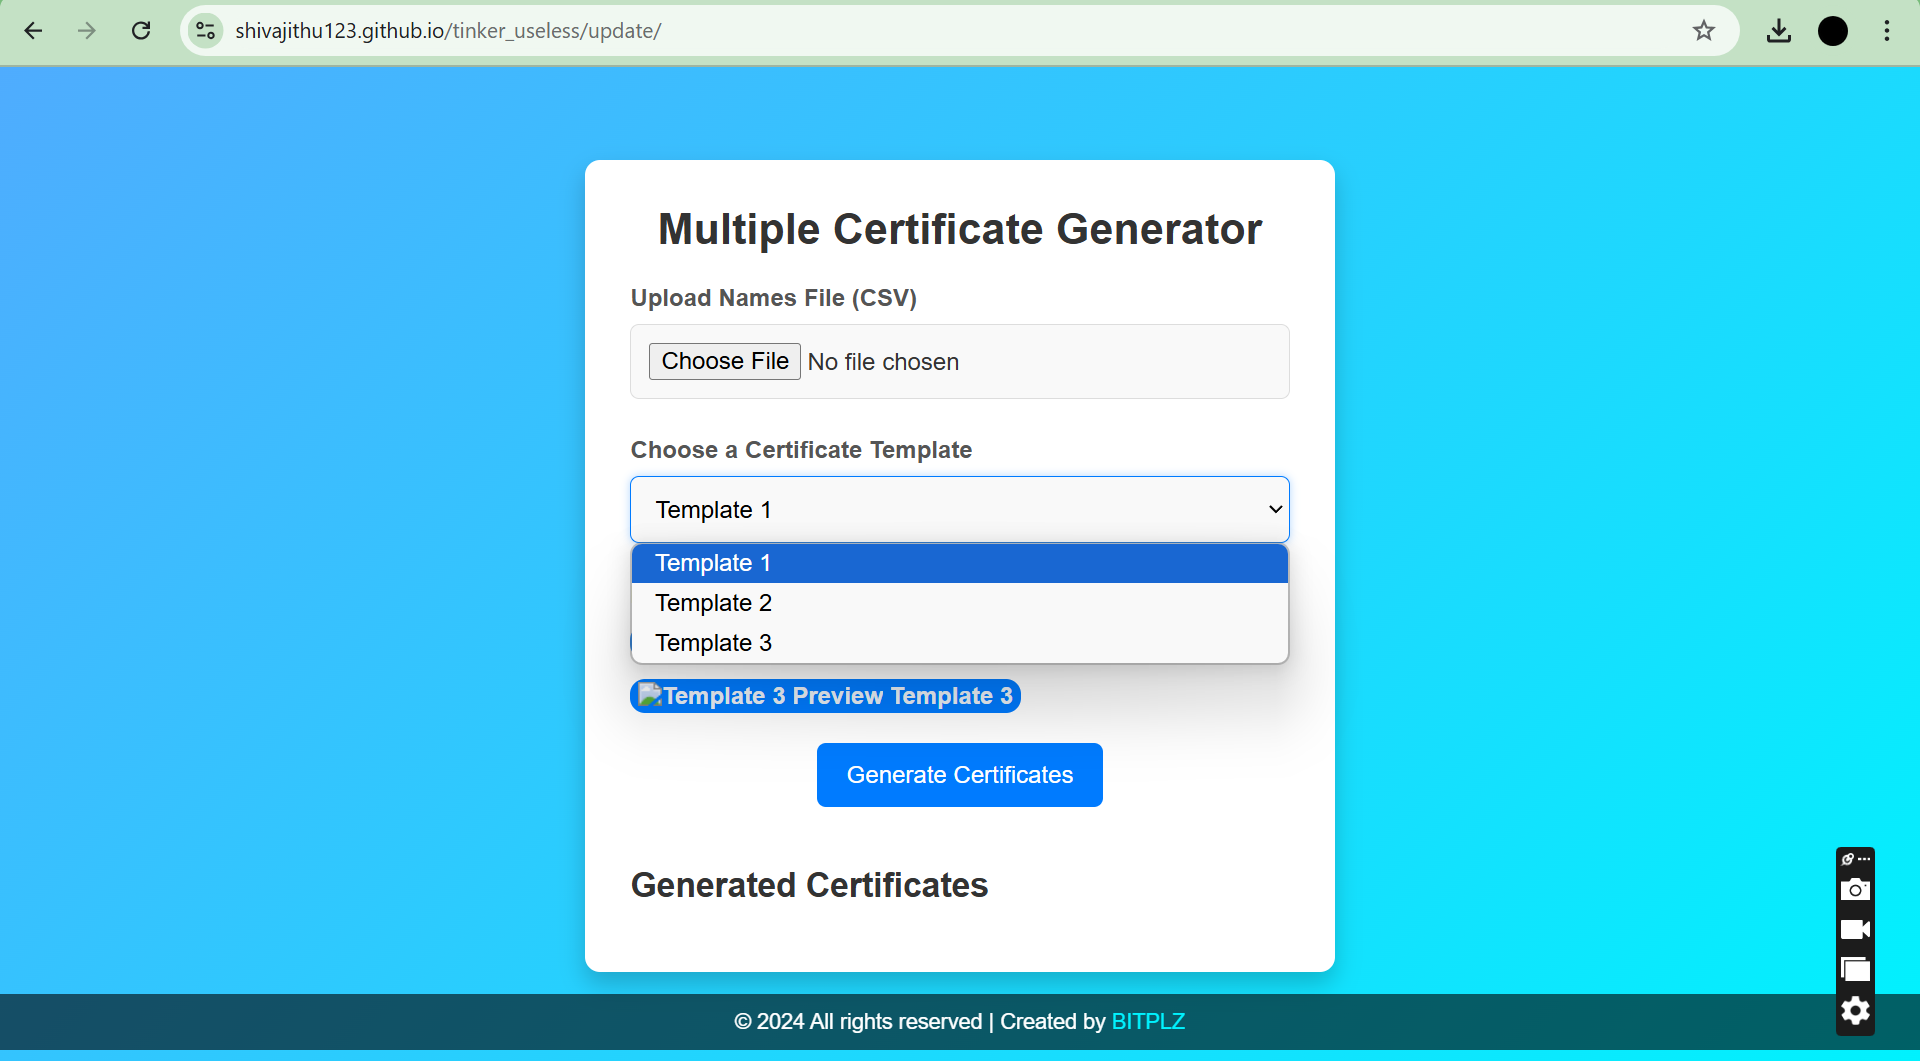 shivajithu123.github.io/tinker_useless/update/
Multiple Certificate Generator
Upload Names File (CSV)
Choose File No file chosen
Choose a Certificate Template
Template 1
Template 1
Template 2
Template 3
Template 3 Preview Template 3
Generate Certificates
Generated Certificates
© 2024 All rights reserved | Created by BITPLZ